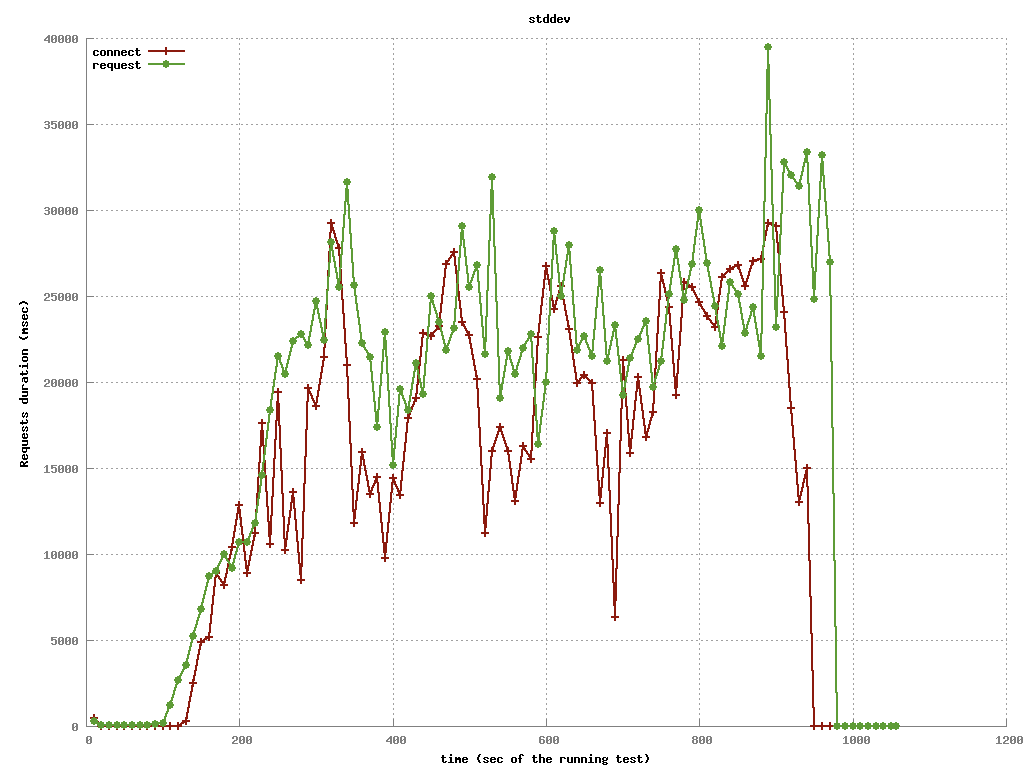 stddev
connect
request
40000
35000
30000
25000
20000
15000
10000
5000
0
0 200 400 600 800 1000 1200
Requests duration (nsec)
time (sec of the running test)